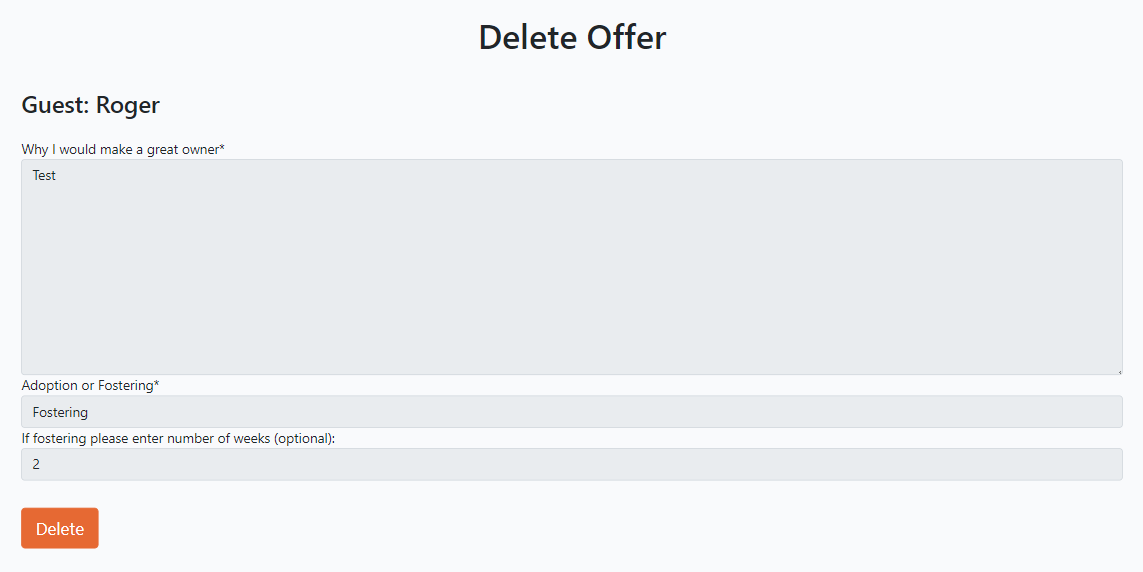 Delete Offer
Guest: Roger
Why I would make a great owner*
Test
Adoption or Fostering*
Fostering
If fostering please enter number of weeks (optional):
2
Delete